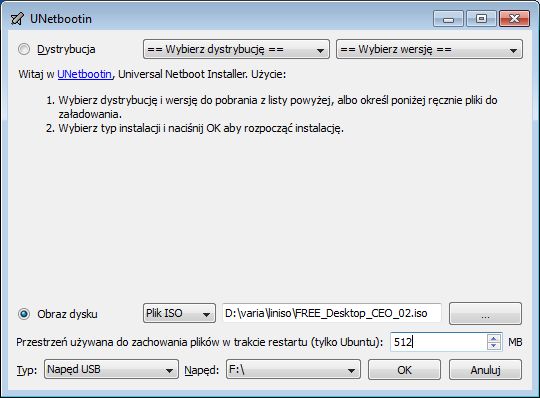 UNetbootin
Dystrybucja == Wybierz dystrybucję == == Wybierz wersję ==
Witaj w UNetbootin, Universal Netboot Installer. Użycie:
1. Wybierz dystrybucję i wersję do pobrania z listy powyżej, albo określ poniżej ręcznie pliki do
załadowania.
2. Wybierz typ instalacji i naciśnij OK aby rozpocząć instalację.
Obraz dysku Plik ISO D:\varia\liniso\FREE_Desktop_CEO_02.iso ...
Przestrzeń używana do zachowania plików w trakcie restartu (tylko Ubuntu): 512 MB
Typ: Napęd USB Napęd: F:\ OK Anuluj